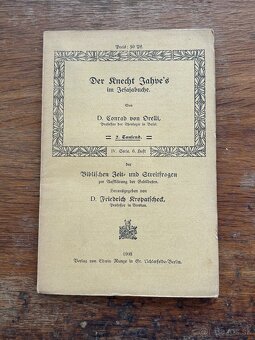 Preis: 50 Pf.
Der Knecht Jahve's
im Jesajabuche.
Von
D. Conrad von Orelli,
Professor der Theologie in Basel.
2. Tausend.
IV. Serie. 6. Heft
der
Biblischen Zeit- und Streitfragen
zur Aufklärung der Gebildeten.
Herausgegeben von
D. Friedrich Kropatscheck,
Professor in Breslau.
1908
Verlag von Edwin Runge in Gr. Lichterfelde-Berlin.